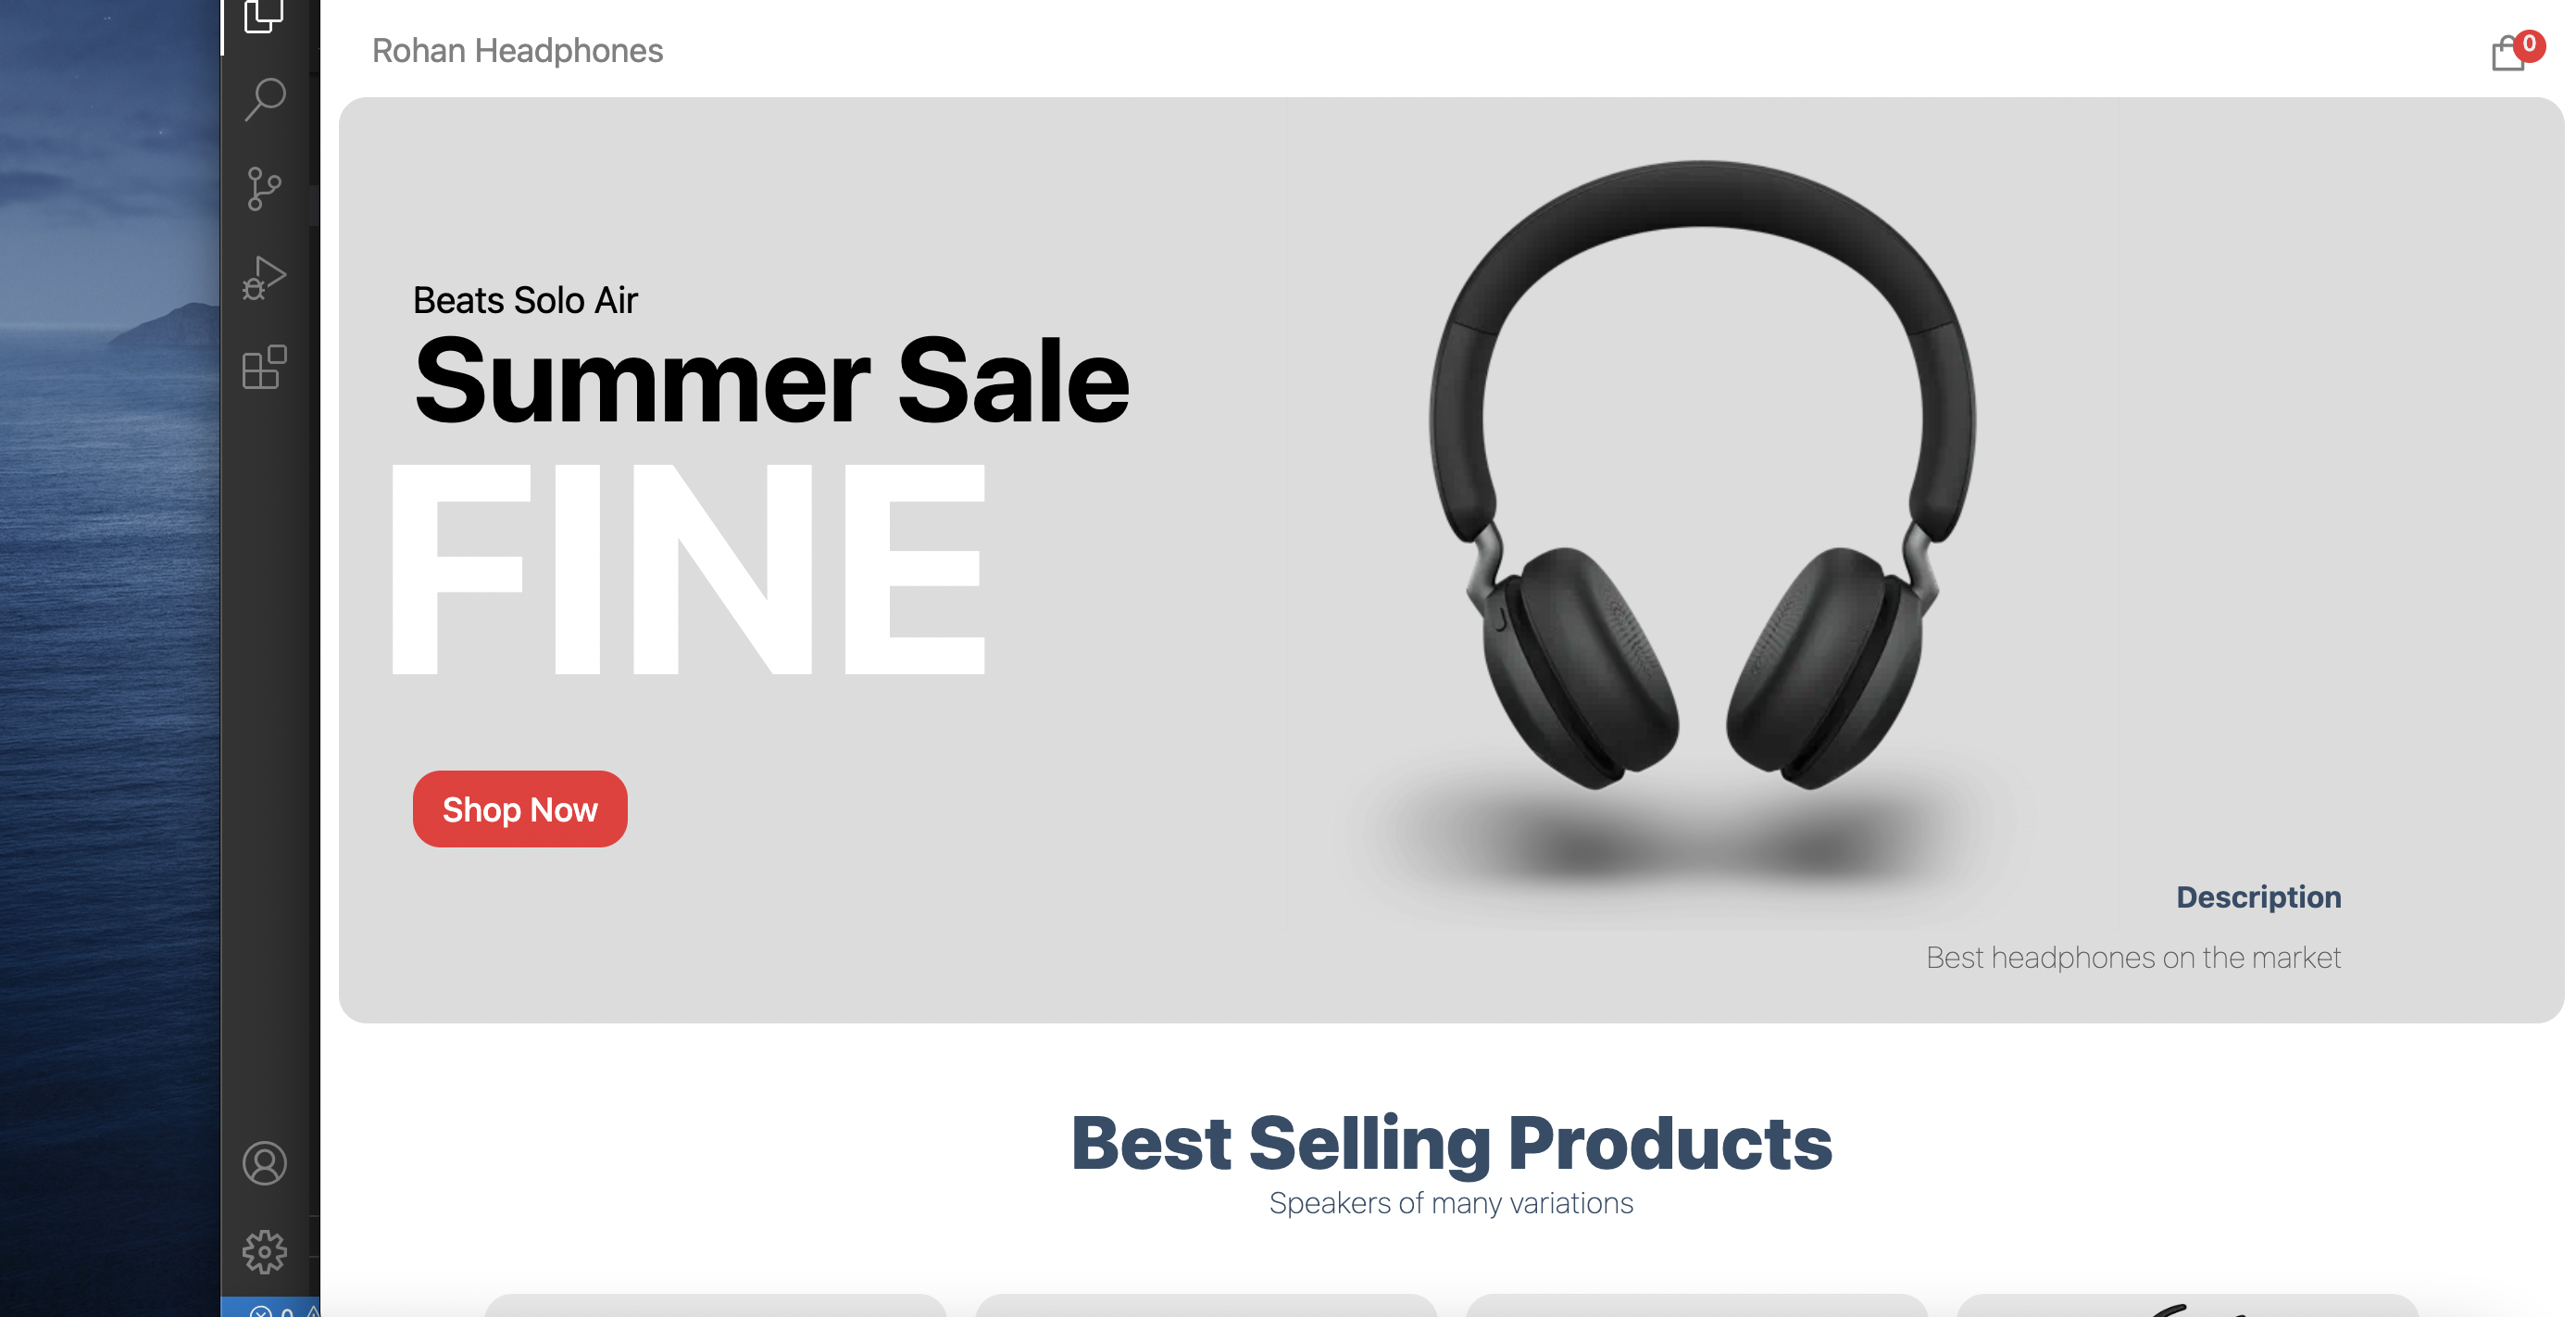 Rohan Headphones
0
Beats Solo Air
Summer Sale
FINE
Shop Now
Description
Best headphones on the market
Best Selling Products
Speakers of many variations
0